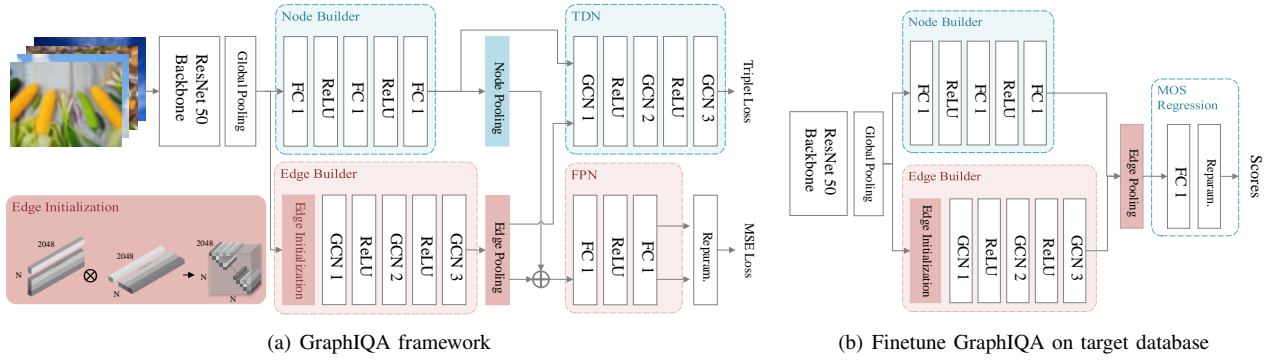 Node Builder
FC 1
ReLU
FC 1
ReLU
FC 1
ResNet 50
Backbone
Global Pooling
Node Pooling
TDN
GCN 1
ReLU
GCN 2
ReLU
GCN 3
Triplet Loss
Edge Initialization
2048
N
2048
N
2048
N
N
Edge Builder
Edge Initialization
GCN 1
ReLU
GCN 2
ReLU
GCN 3
Edge Pooling
FPN
FC 1
ReLU
FC 1
Reparam.
MSE Loss
(a) GraphIQA framework
Node Builder
FC 1
ReLU
FC 1
ReLU
FC 1
ResNet 50
Backbone
Global Pooling
Edge Builder
Edge Initialization
GCN 1
ReLU
GCN 2
ReLU
GCN 3
Edge Pooling
MOS
Regression
FC 1
Reparam.
Scores
(b) Finetune GraphIQA on target database